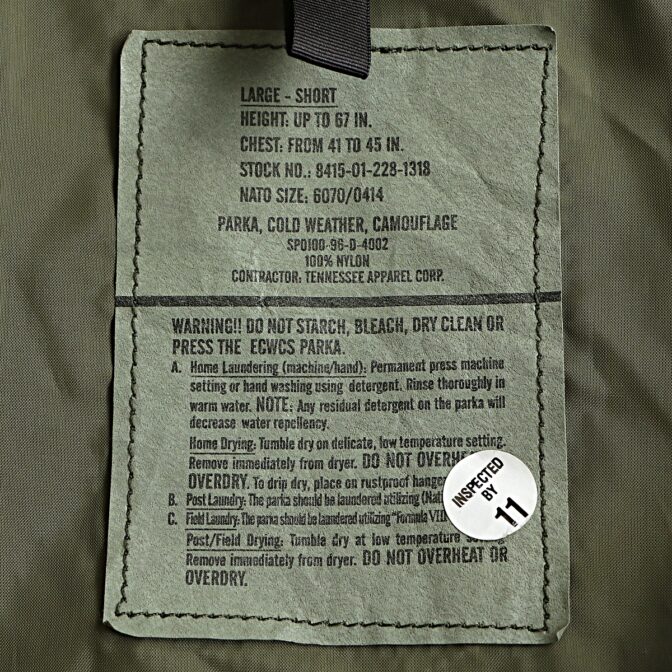 LARGE - SHORT
HEIGHT: UP TO 67 IN.
CHEST: FROM 41 TO 45 IN.
STOCK NO.: 8415-01-228-1318
NATO SIZE: 6070/0414
PARKA, COLD WEATHER, CAMOUFLAGE
SPO100-96-D-4002
100% NYLON
CONTRACTOR: TENNESSEE APPAREL CORP.
WARNING!! DO NOT STARCH, BLEACH, DRY CLEAN OR
PRESS THE ECWCS PARKA.
A. Home Laundering (machine/hand): Permanent press machine
setting or hand washing using detergent. Rinse thoroughly in
warm water. NOTE: Any residual detergent on the parka will
decrease water repellency.
Home Drying: Tumble dry on delicate, low temperature setting.
Remove immediately from dryer. DO NOT OVERHEAT
OVERDRY. To drip dry, place on rustproof hanger
B. Post Laundry: The parka should be laundered utilizing
C. Field Laundry: The parka should be laundered utilizing "Formula VIII
Post/Field Drying: Tumble dry at low temperature
Remove immediately from dryer. DO NOT OVERHEAT OR
OVERDRY.
INSPECTED
BY
11